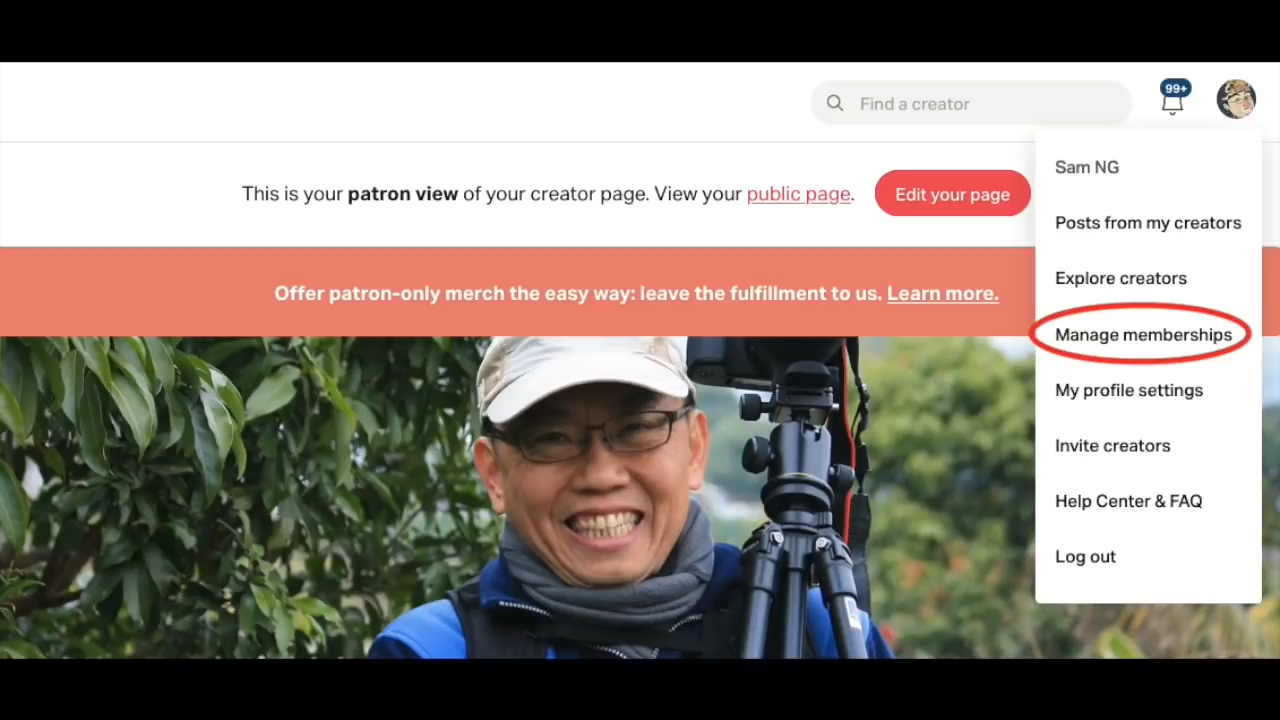 Find a creator
99+
This is your patron view of your creator page. View your public page.
Edit your page
Offer patron-only merch the easy way: leave the fulfillment to us. Learn more.
Sam NG
Posts from my creators
Explore creators
Manage memberships
My profile settings
Invite creators
Help Center & FAQ
Log out